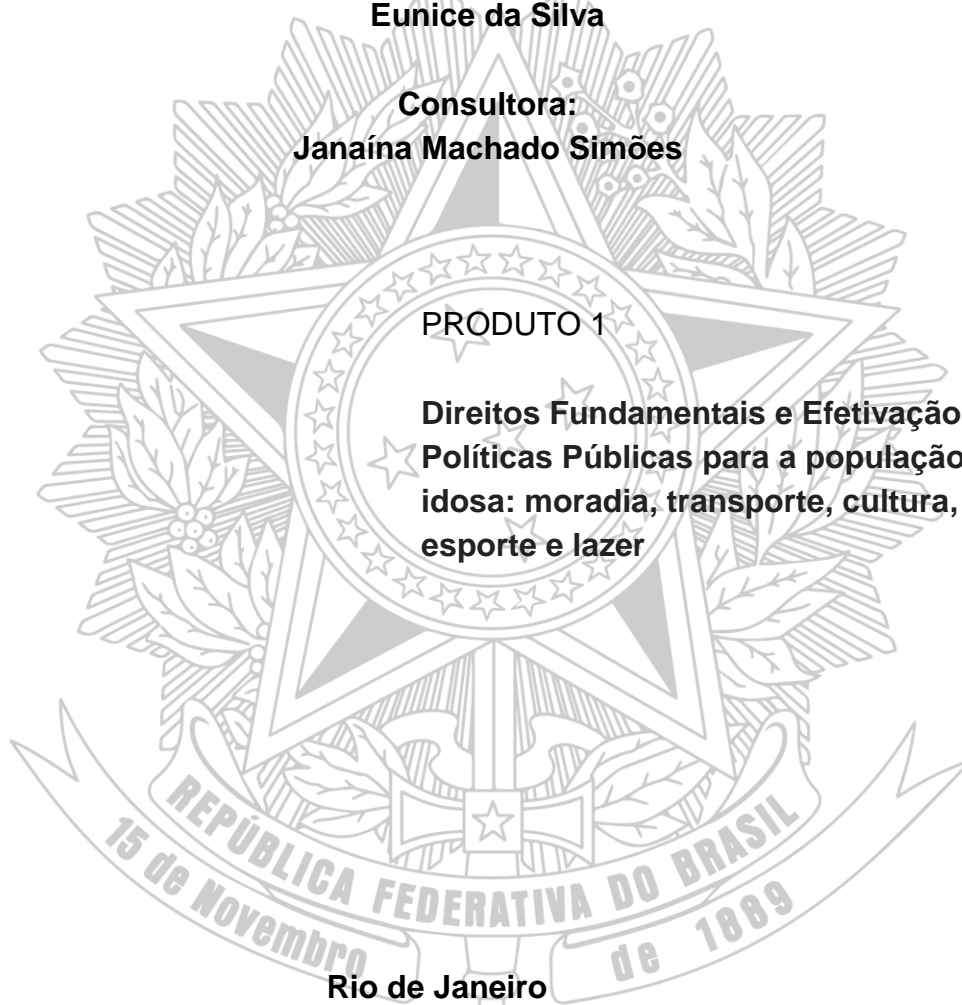 Eunice da Silva
Consultora:
Janaína Machado Simões
PRODUTO 1
Direitos Fundamentais e Efetivação
Políticas Públicas para a população
idosa: moradia, transporte, cultura,
esporte e lazer
REPÚBLICA FEDERATIVA DO BRASIL
15 de Novembro de 1889
Rio de Janeiro